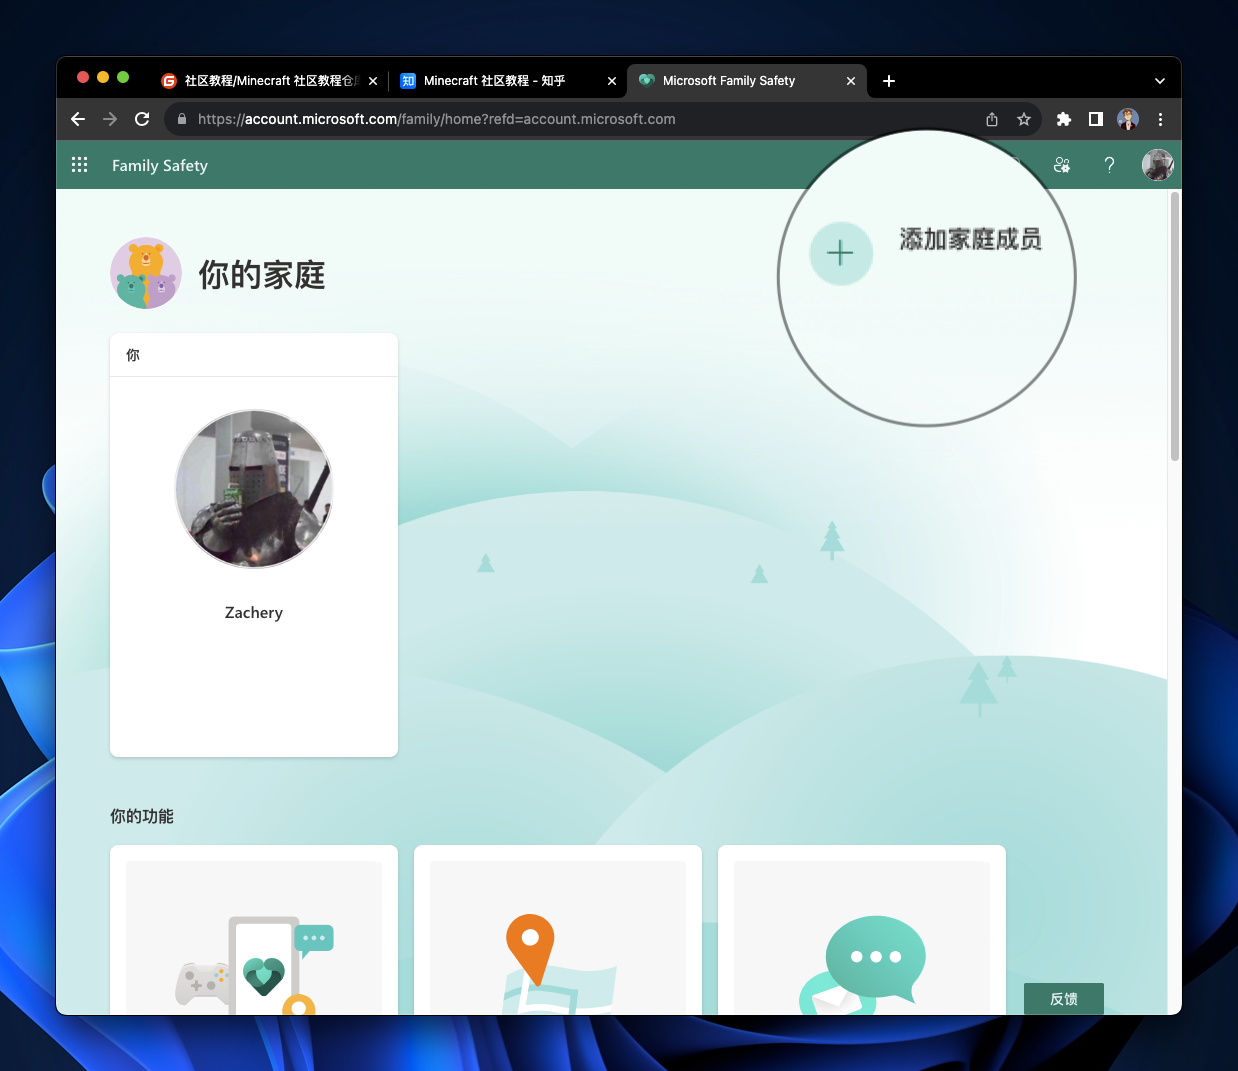 社区教程/Minecraft 社区教程仓
知 Minecraft 社区教程 - 知乎
Microsoft Family Safety
https://account.microsoft.com/family/home?refd=account.microsoft.com
Family Safety
添加家庭成员
你的家庭
你
Zachery
你的功能
反馈